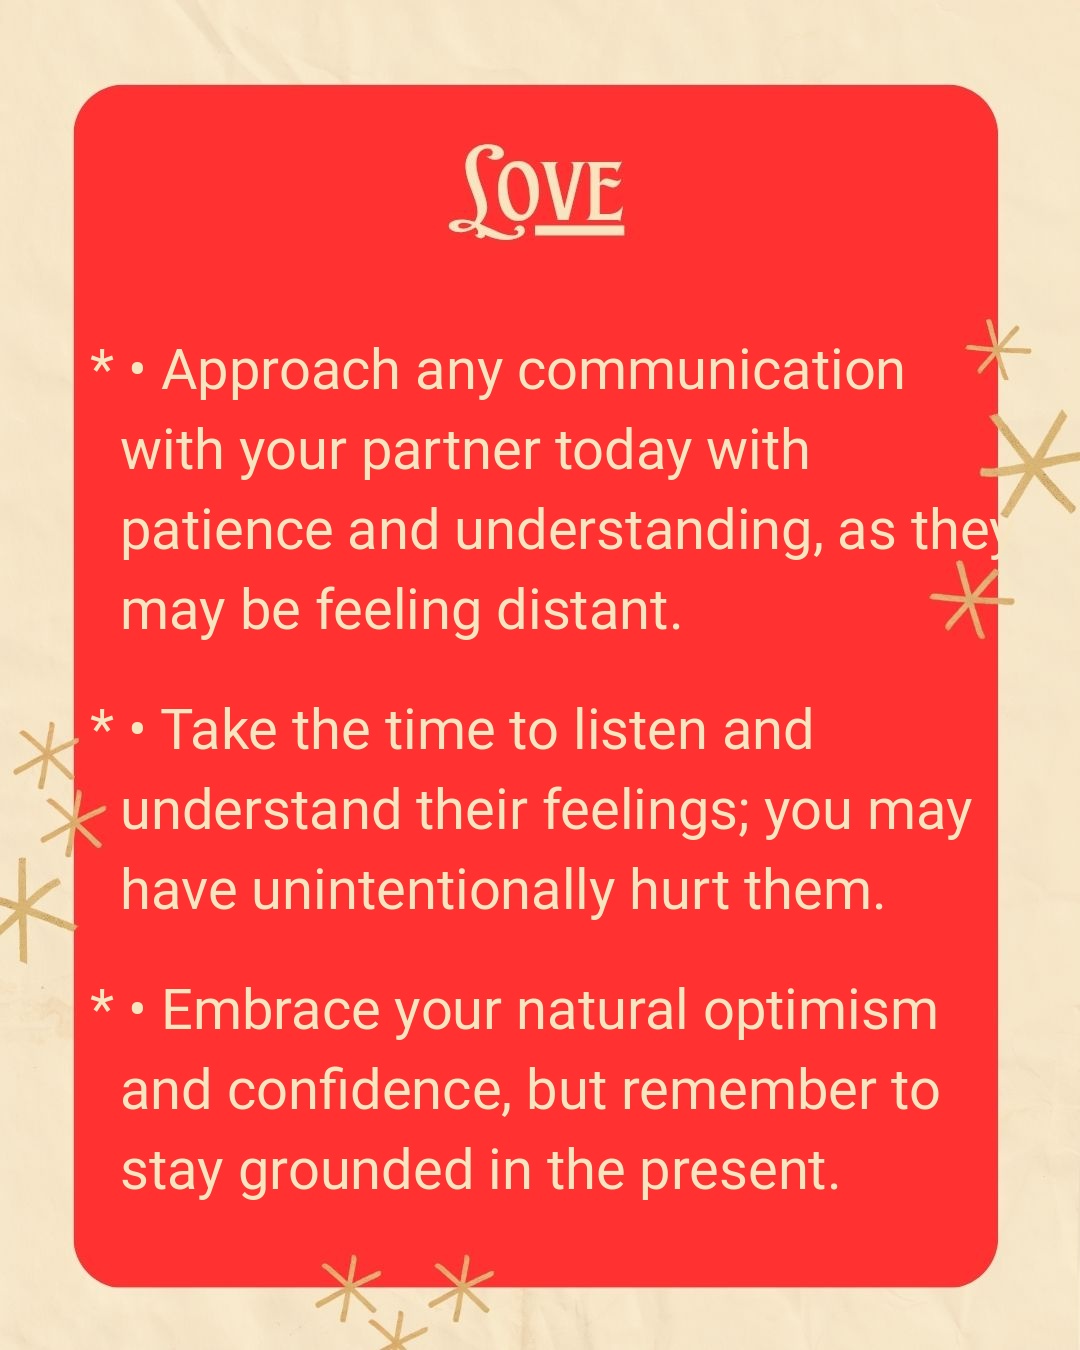 Love
* • Approach any communication
with your partner today with
patience and understanding, as they
may be feeling distant.
* • Take the time to listen and
understand their feelings; you may
have unintentionally hurt them.
* • Embrace your natural optimism
and confidence, but remember to
stay grounded in the present.